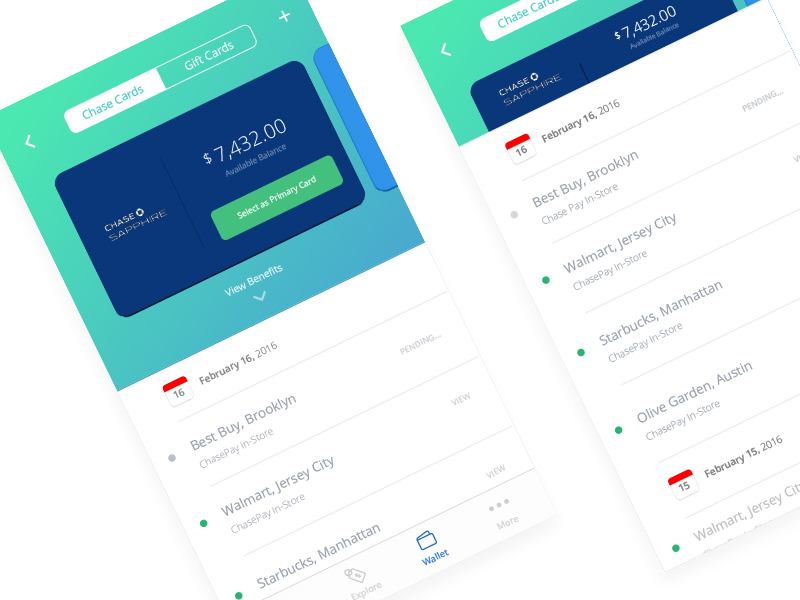 Chase Cards
Gift Cards
$ 7,432.00
Available Balance
CHASE
SAPPHIRE
Select as Primary Card
View Benefits
16
February 16, 2016
Best Buy, Brooklyn
PENDING...
ChasePay In-Store
Walmart, Jersey City
VIEW
ChasePay In-Store
Starbucks, Manhattan
VIEW
Explore
Wallet
More
Chase Cards
$ 7,432.00
Available Balance
CHASE
SAPPHIRE
16
February 16, 2016
Best Buy, Brooklyn
PENDING...
Chase Pay In-Store
Walmart, Jersey City
ChasePay In-Store
Starbucks, Manhattan
ChasePay In-Store
Olive Garden, Austin
ChasePay In-Store
15
February 15, 2016
Walmart, Jersey City